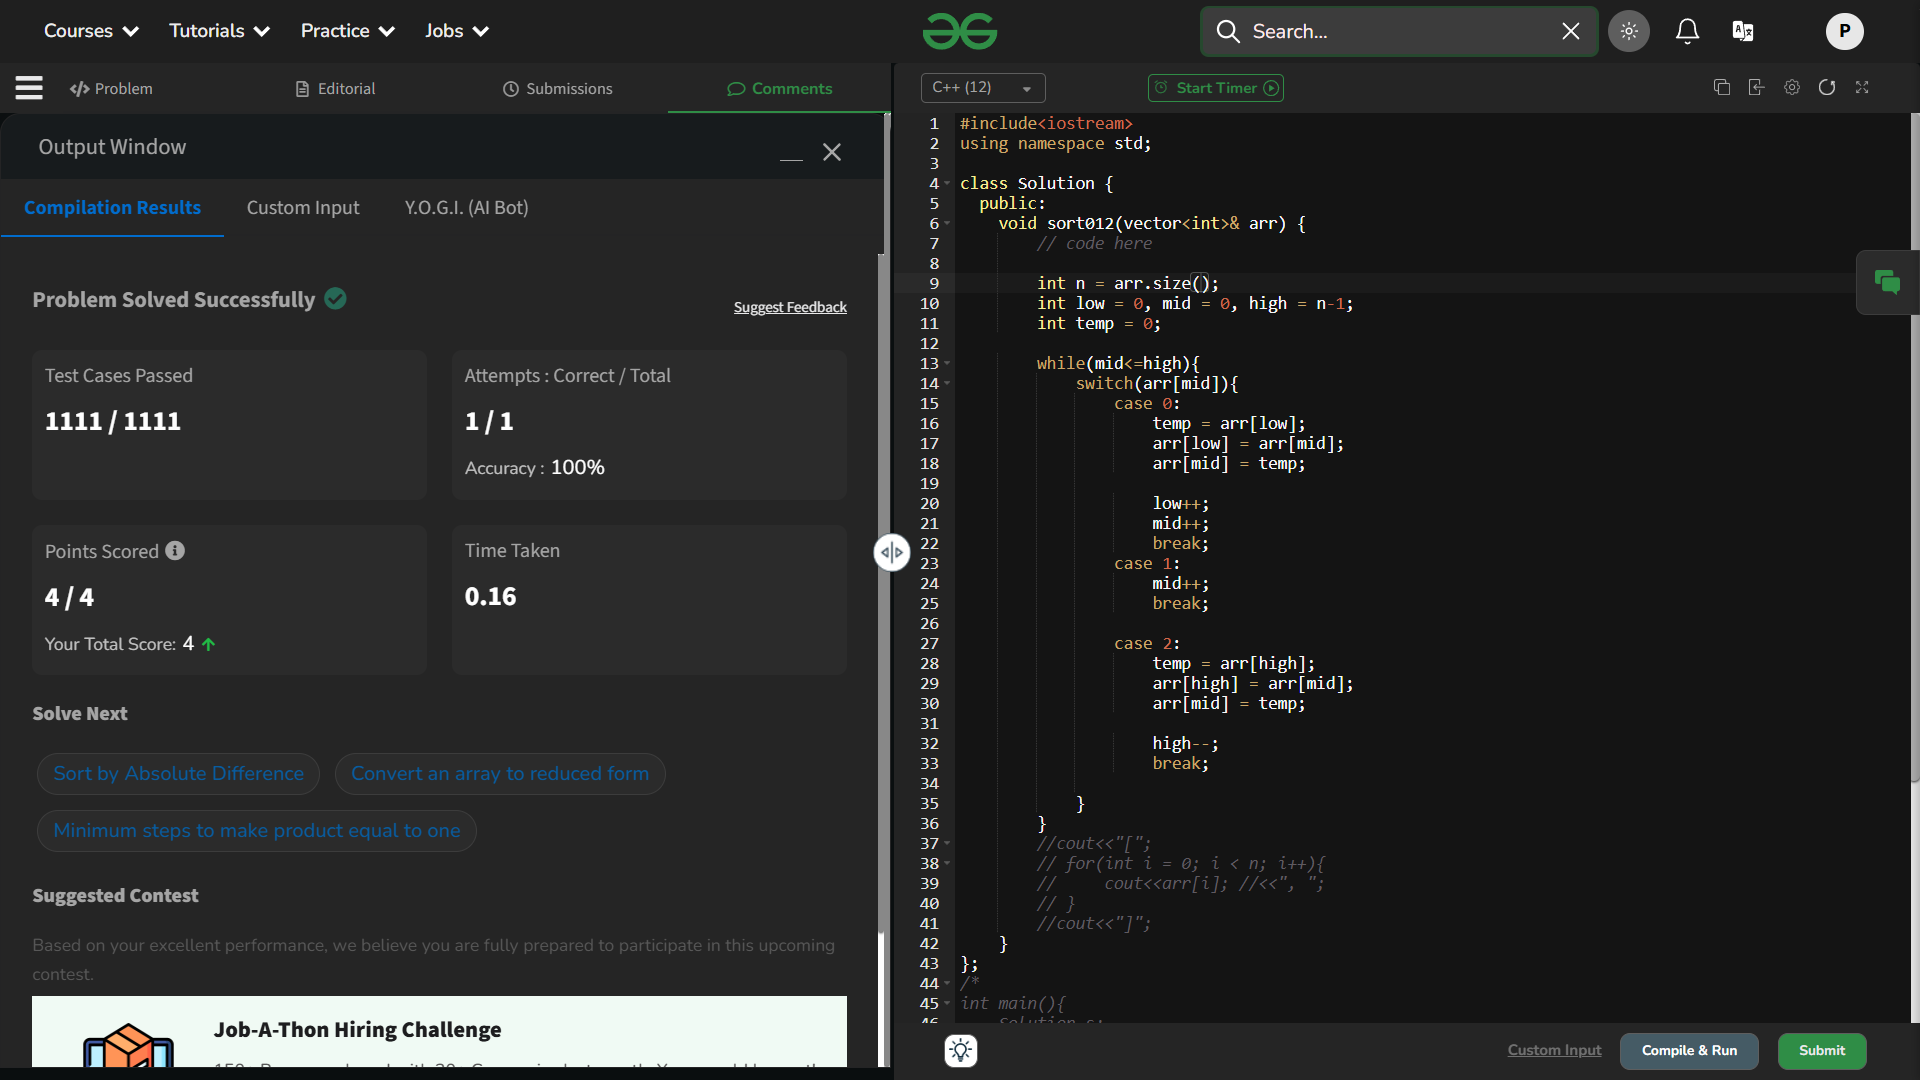 Courses Tutorials Practice Jobs
Search...
P
Problem Editorial Submissions Comments
C++ (12) Start Timer
Output Window
Compilation Results Custom Input Y.O.G.I. (AI Bot)
Problem Solved Successfully
Suggest Feedback
Test Cases Passed
1111 / 1111
Attempts : Correct / Total
1 / 1
Accuracy : 100%
Points Scored
4 / 4
Your Total Score: 4
Time Taken
0.16
Solve Next
Sort by Absolute Difference
Convert an array to reduced form
Minimum steps to make product equal to one
Suggested Contest
Based on your excellent performance, we believe you are fully prepared to participate in this upcoming
contest.
Job-A-Thon Hiring Challenge
1 #include<iostream>
2 using namespace std;
3
4 class Solution {
5 public:
6 void sort012(vector<int>& arr) {
7 // code here
8
9 int n = arr.size();
10 int low = 0, mid = 0, high = n-1;
11 int temp = 0;
12
13 while(mid<=high){
14 switch(arr[mid]){
15 case 0:
16 temp = arr[low];
17 arr[low] = arr[mid];
18 arr[mid] = temp;
19
20 low++;
21 mid++;
22 break;
23 case 1:
24 mid++;
25 break;
26
27 case 2:
28 temp = arr[high];
29 arr[high] = arr[mid];
30 arr[mid] = temp;
31
32 high--;
33 break;
34
35 }
36 }
37 //cout<<"[";
38 // for(int i = 0; i < n; i++){
39 // cout<<arr[i]; //<<", ";
40 // }
41 //cout<<"]";
42 }
43 };
44 /*
45 int main(){
46 Solution s;
Custom Input Compile & Run Submit